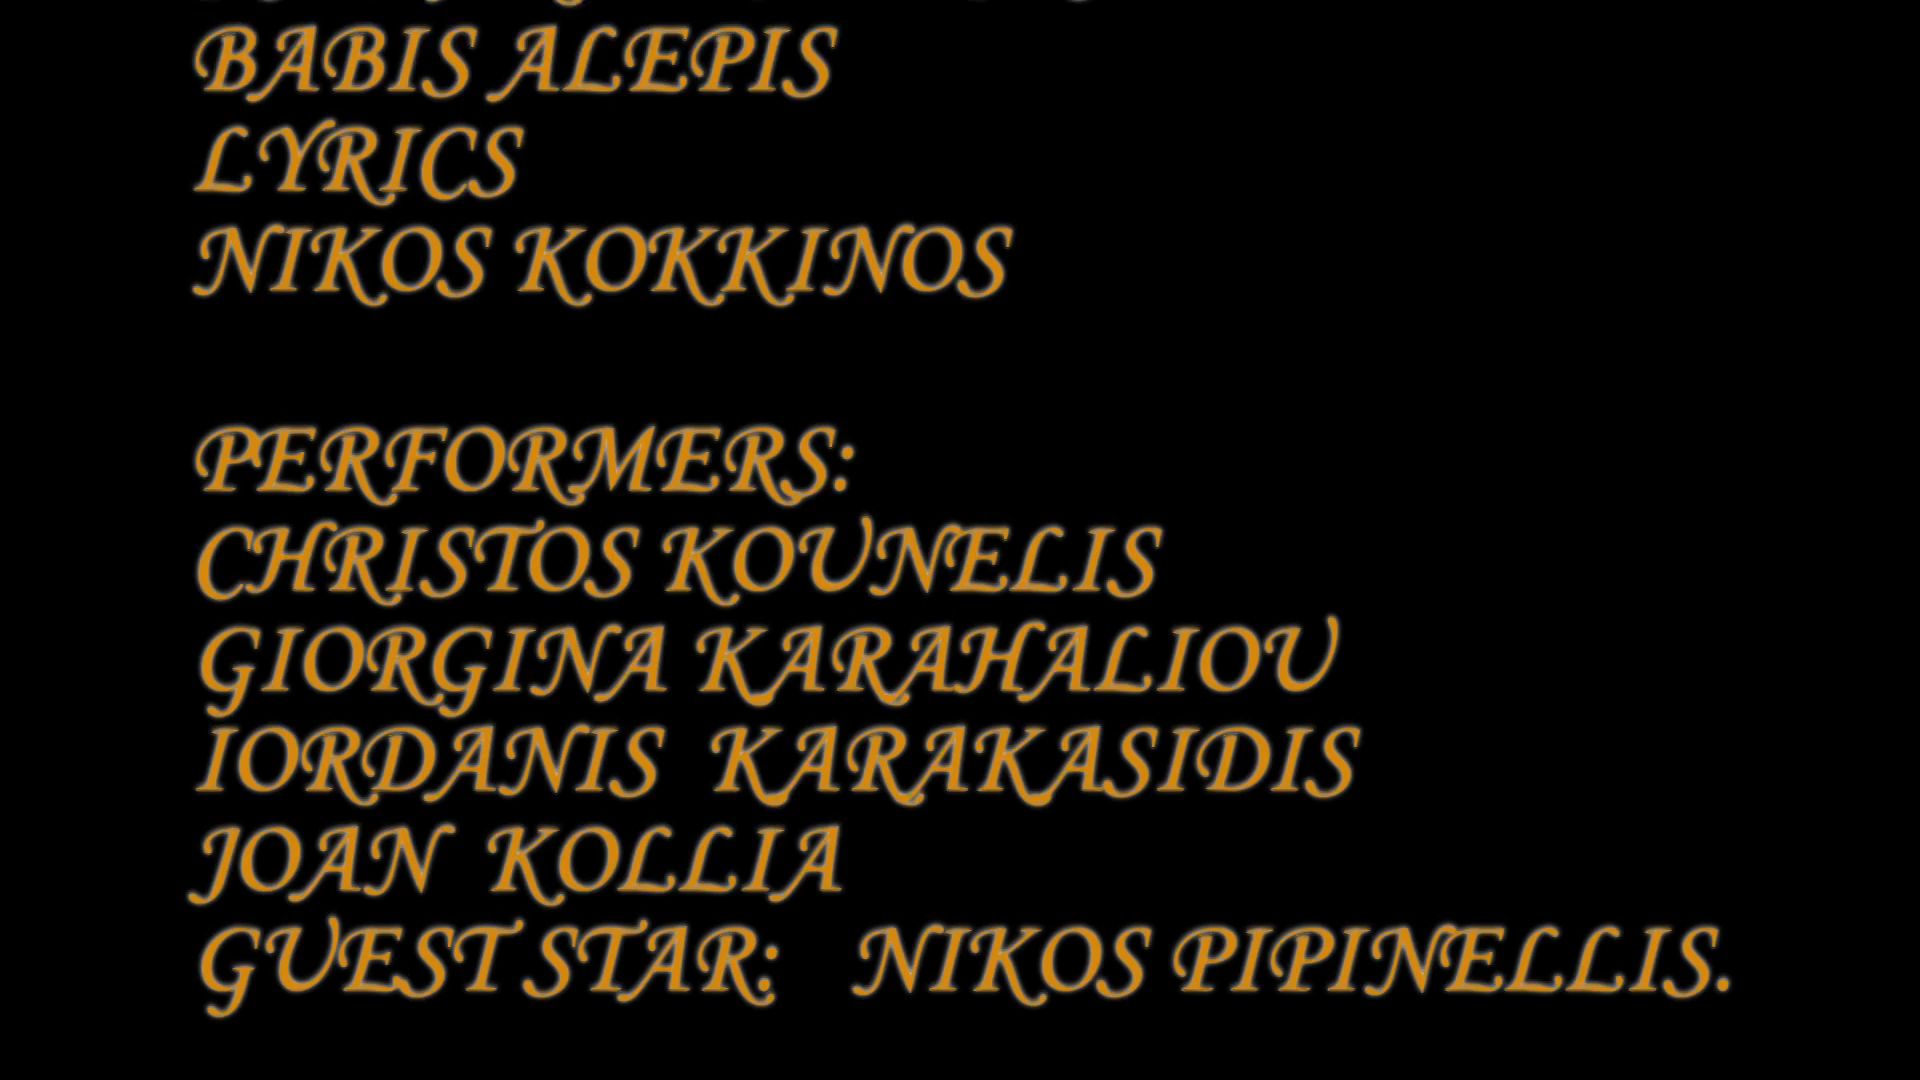 BABIS ALEPIS
LYRICS
NIKOS KOKKINOS
PERFORMERS:
CHRISTOS KOUNELIS
GIORGINA KARAHALIOU
IORDANIS KARAKASIDIS
JOAN KOLLIA
GUEST STAR: NIKOS PIPINELLIS.